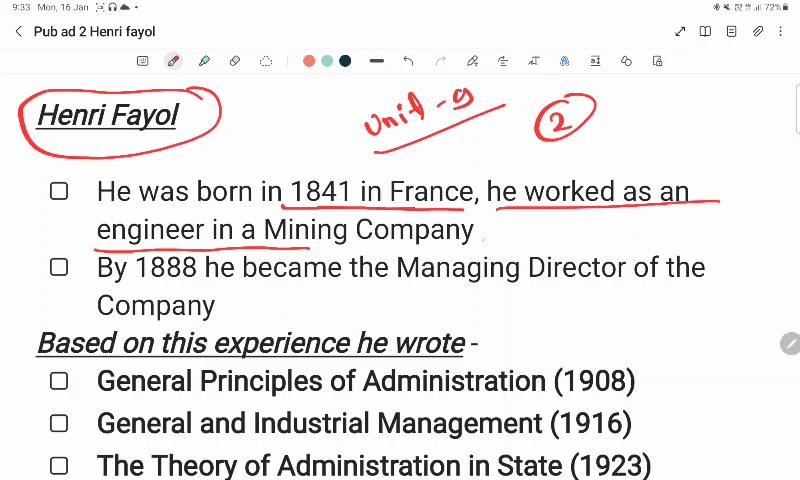 9:33 Mon, 16 Jan
72%
Pub ad 2 Henri fayol
Henri Fayol
Unit - 9
2
He was born in 1841 in France, he worked as an
engineer in a Mining Company
By 1888 he became the Managing Director of the
Company
Based on this experience he wrote -
General Principles of Administration (1908)
General and Industrial Management (1916)
The Theory of Administration in State (1923)